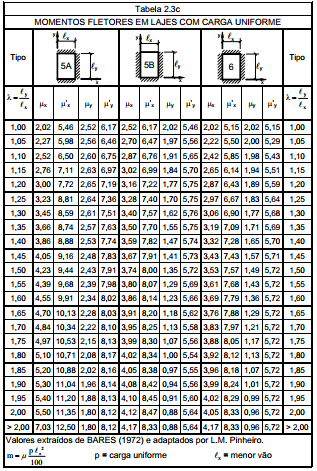 Tabela 2.3c
MOMENTOS FLETORES EM LAJES COM CARGA UNIFORME
Tipo y ℓx x 5A ℓy y ℓx x 5B ℓy y ℓx x 6 ℓy Tipo
λ = ℓy/ℓx μx μ'x μy μ'y μx μ'x μy μ'y μx μ'x μy μ'y λ = ℓy/ℓx
1,00 2,02 5,46 2,52 6,17 2,52 6,17 2,02 5,46 2,02 5,15 2,02 5,15 1,00
1,05 2,27 5,98 2,56 6,46 2,70 6,47 1,97 5,56 2,22 5,50 2,00 5,29 1,05
1,10 2,52 6,50 2,60 6,75 2,87 6,76 1,91 5,65 2,42 5,85 1,98 5,43 1,10
1,15 2,76 7,11 2,63 6,97 3,02 6,99 1,84 5,70 2,65 6,14 1,94 5,51 1,15
1,20 3,00 7,72 2,65 7,19 3,16 7,22 1,77 5,75 2,87 6,43 1,89 5,59 1,20
1,25 3,23 8,81 2,64 7,36 3,28 7,40 1,70 5,75 2,97 6,67 1,83 5,64 1,25
1,30 3,45 8,59 2,61 7,51 3,40 7,57 1,62 5,76 3,06 6,90 1,77 5,68 1,30
1,35 3,66 8,74 2,57 7,63 3,50 7,70 1,55 5,75 3,19 7,09 1,71 5,69 1,35
1,40 3,86 8,88 2,53 7,74 3,59 7,82 1,47 5,74 3,32 7,28 1,65 5,70 1,40
1,45 4,05 9,16 2,48 7,83 3,67 7,91 1,41 5,73 3,43 7,43 1,57 5,71 1,45
1,50 4,23 9,44 2,43 7,91 3,74 8,00 1,35 5,72 3,53 7,57 1,49 5,72 1,50
1,55 4,39 9,68 2,39 7,98 3,80 8,07 1,29 5,69 3,61 7,68 1,43 5,72 1,55
1,60 4,55 9,91 2,34 8,02 3,86 8,14 1,23 5,66 3,69 7,79 1,36 5,72 1,60
1,65 4,70 10,13 2,28 8,03 3,91 8,20 1,18 5,62 3,76 7,88 1,29 5,72 1,65
1,70 4,84 10,34 2,22 8,10 3,95 8,25 1,13 5,58 3,83 7,97 1,21 5,72 1,70
1,75 4,97 10,53 2,15 8,13 3,99 8,30 1,07 5,56 3,88 8,05 1,17 5,72 1,75
1,80 5,10 10,71 2,08 8,17 4,02 8,34 1,00 5,54 3,92 8,12 1,13 5,72 1,80
1,85 5,20 10,88 2,02 8,16 4,05 8,38 0,97 5,55 3,96 8,18 1,07 5,72 1,85
1,90 5,30 11,04 1,96 8,14 4,08 8,42 0,94 5,56 3,99 8,24 1,01 5,72 1,90
1,95 5,40 11,20 1,88 8,13 4,10 8,45 0,91 5,60 4,02 8,29 0,99 5,72 1,95
2,00 5,50 11,35 1,80 8,12 4,12 8,47 0,88 5,64 4,05 8,33 0,96 5,72 2,00
> 2,00 7,03 12,50 1,80 8,12 4,17 8,33 0,88 5,64 4,17 8,33 0,96 5,72 > 2,00
Valores extraídos de BARES (1972) e adaptados por L.M. Pinheiro.
m = μ p ℓx²/100 p = carga uniforme ℓx = menor vão